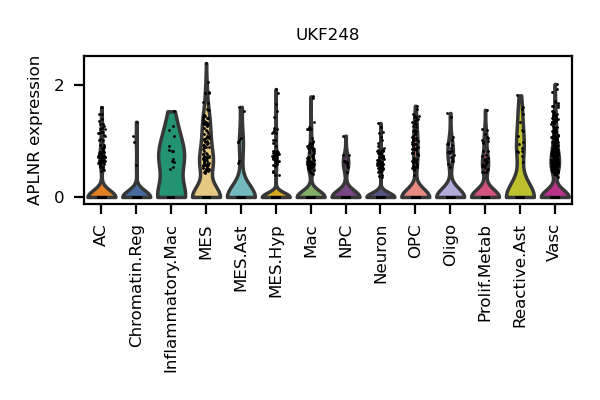 UKF248
APLNR expression
2
0
AC
Chromatin.Reg
Inflammatory.Mac
MES
MES.Ast
MES.Hyp
Mac
NPC
Neuron
OPC
Oligo
Prolif.Metab
Reactive.Ast
Vasc